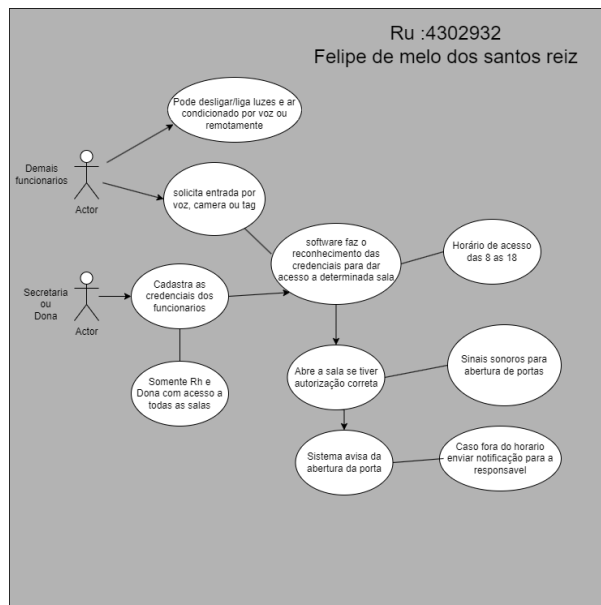 Ru :4302932
Felipe de melo dos santos reiz
Pode desligar/liga luzes e ar
condicionado por voz ou
remotamente
Demais
funcionarios
Actor
solicita entrada por
voz, camera ou tag
software faz o
reconhecimento das
credenciais para dar
acesso a determinada sala
Horário de acesso
das 8 as 18
Secretaria
ou
Dona
Actor
Cadastra as
credenciais dos
funcionarios
Somente Rh e
Dona com acesso a
todas as salas
Abre a sala se tiver
autorização correta
Sinais sonoros para
abertura de portas
Sistema avisa da
abertura da porta
Caso fora do horario
enviar notificação para a
responsavel